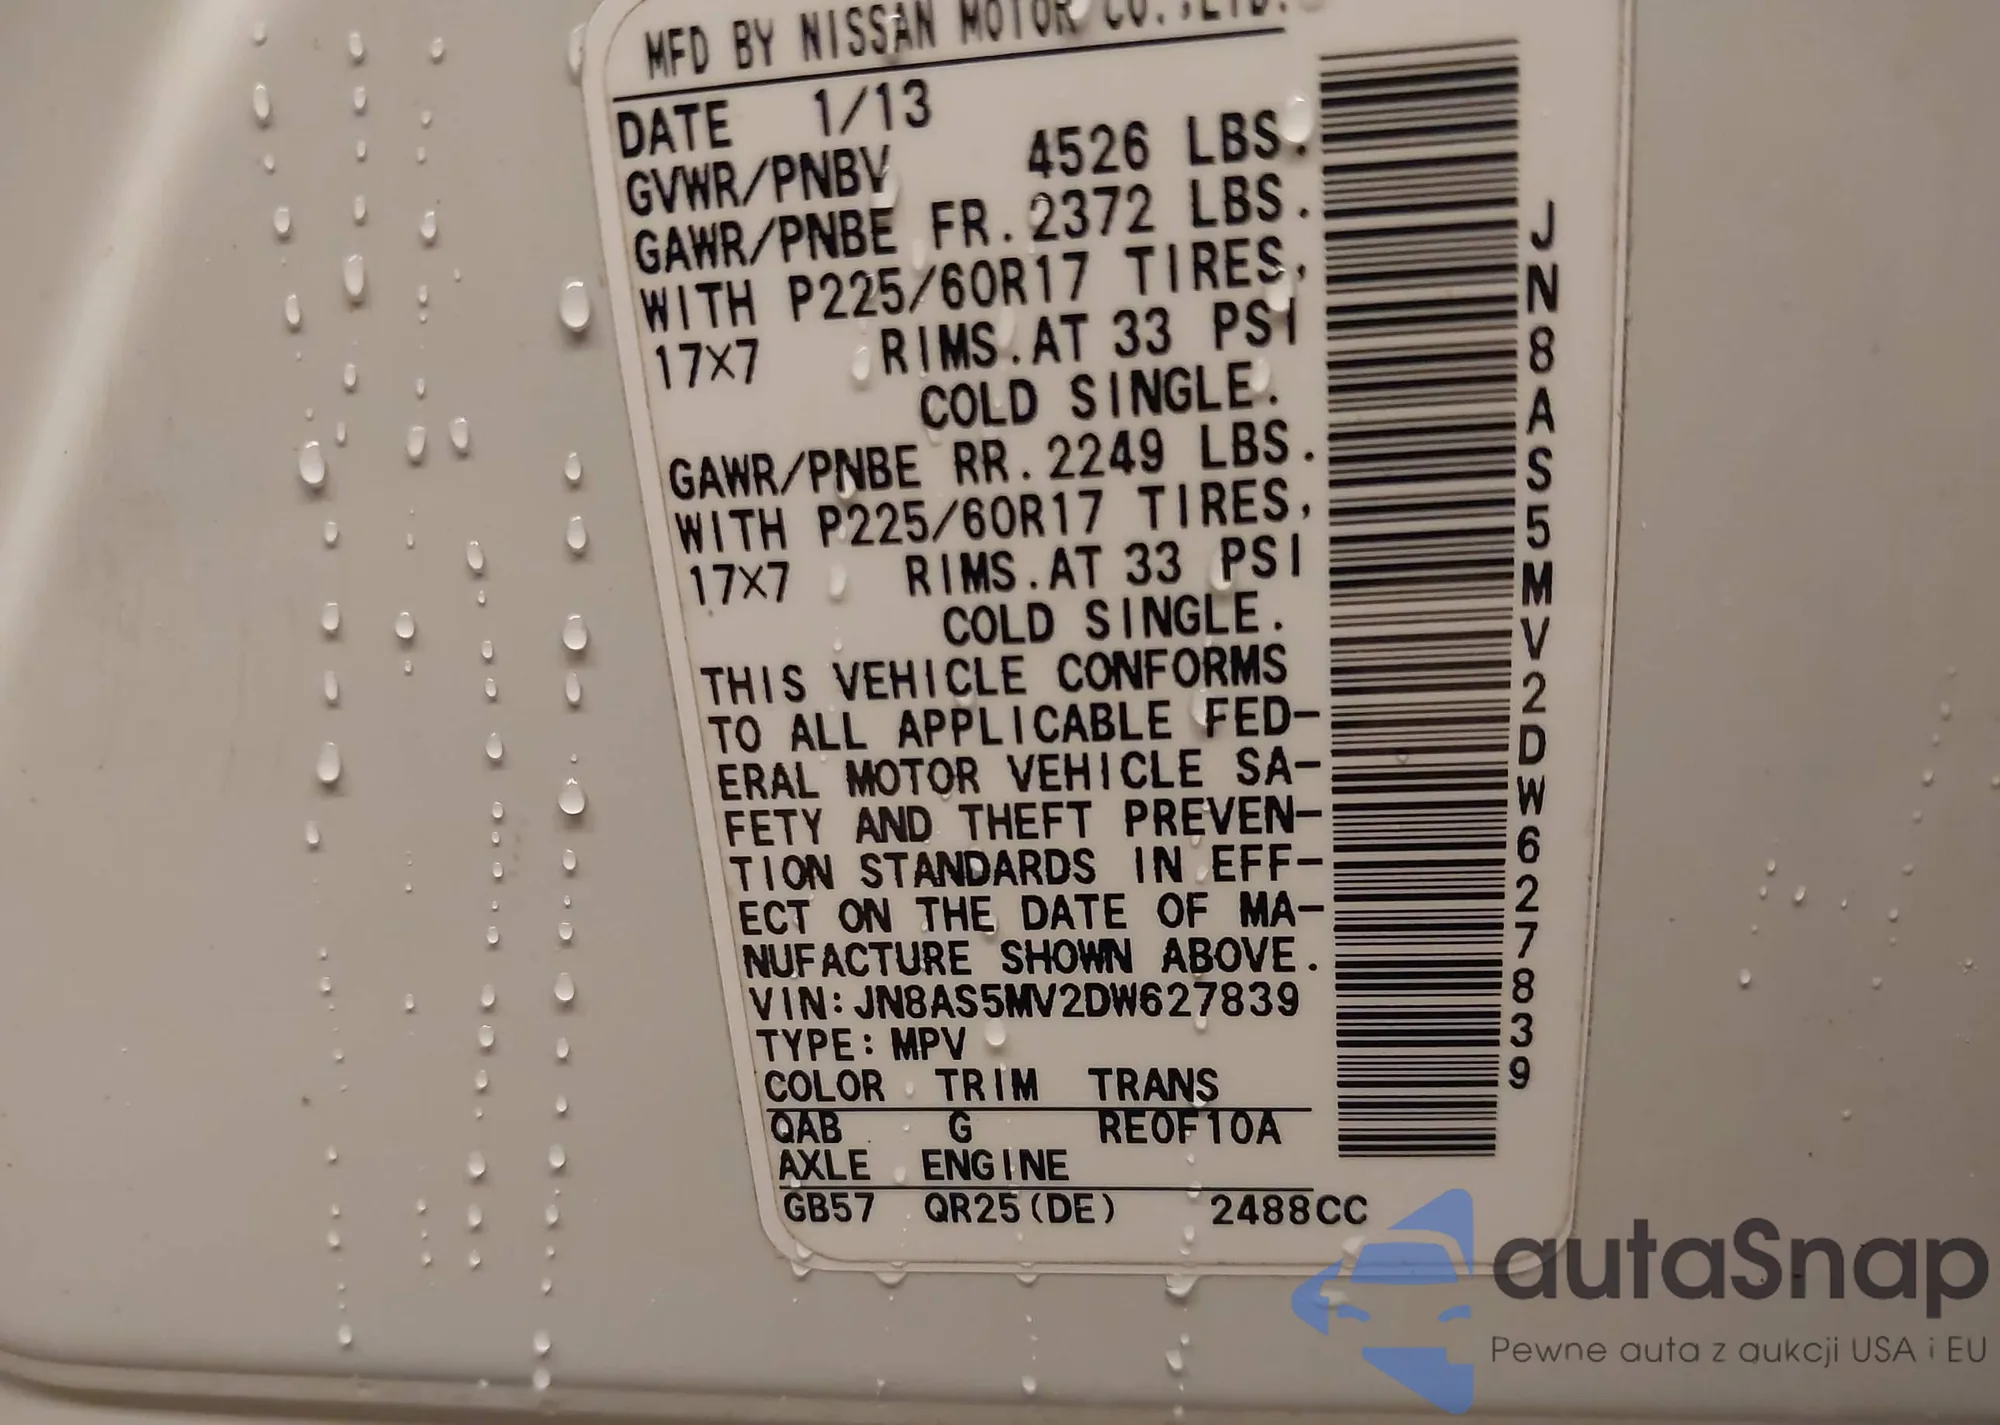 MFD BY NISSAN MOTOR CO.,LTD.
DATE 1/13
GVWR/PNBV 4526 LBS.
GAWR/PNBE FR. 2372 LBS.
WITH P225/60R17 TIRES,
17X7 RIMS.AT 33 PSI
COLD SINGLE.
GAWR/PNBE RR. 2249 LBS.
WITH P225/60R17 TIRES,
17X7 RIMS.AT 33 PSI
COLD SINGLE.
THIS VEHICLE CONFORMS
TO ALL APPLICABLE FED-
ERAL MOTOR VEHICLE SA-
FETY AND THEFT PREVEN-
TION STANDARDS IN EFF-
ECT ON THE DATE OF MA-
NUFACTURE SHOWN ABOVE.
VIN:JN8AS5MV2DW627839
TYPE:MPV
COLOR TRIM TRANS
QAB G RE0F10A
AXLE ENGINE
GB57 QR25(DE) 2488CC
JN8AS5MV2DW627839
autaSnap
Pewne auta z aukcji USA i EU